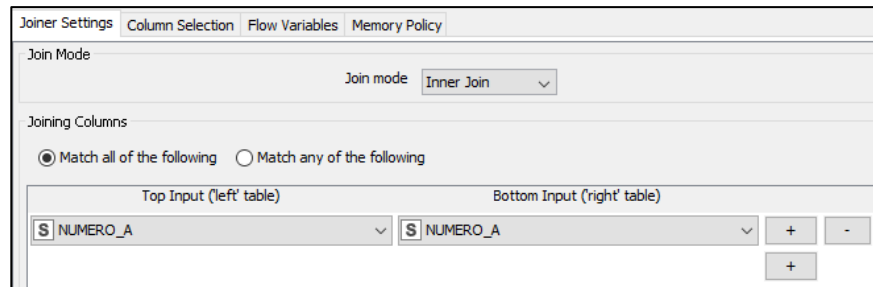 Joiner Settings Column Selection Flow Variables Memory Policy
Join Mode
Join mode Inner Join
Joining Columns
Match all of the following Match any of the following
Top Input ('left' table) Bottom Input ('right' table)
S NUMERO_A S NUMERO_A + -
+